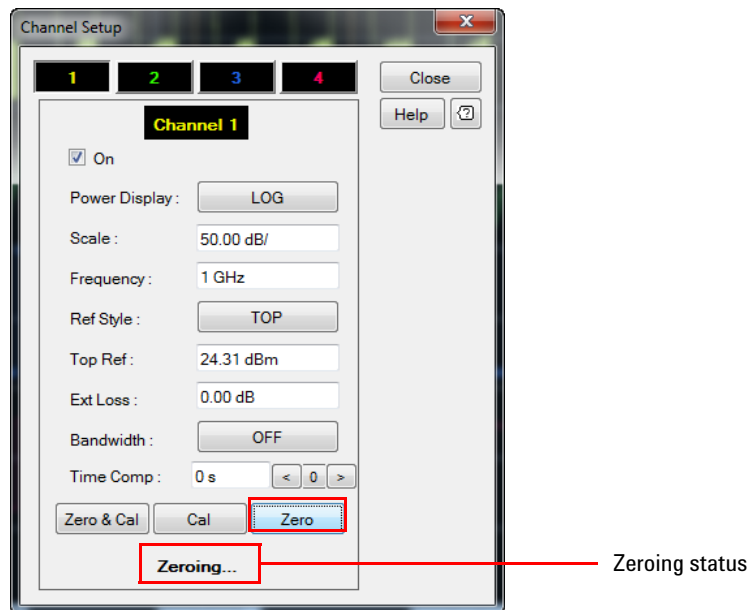 Channel Setup
x
1 2 3 4
Close
Help ?
Channel 1
On
Power Display : LOG
Scale : 50.00 dB/
Frequency : 1 GHz
Ref Style : TOP
Top Ref : 24.31 dBm
Ext Loss : 0.00 dB
Bandwidth : OFF
Time Comp : 0 s < 0 >
Zero & Cal Cal Zero
Zeroing...
Zeroing status